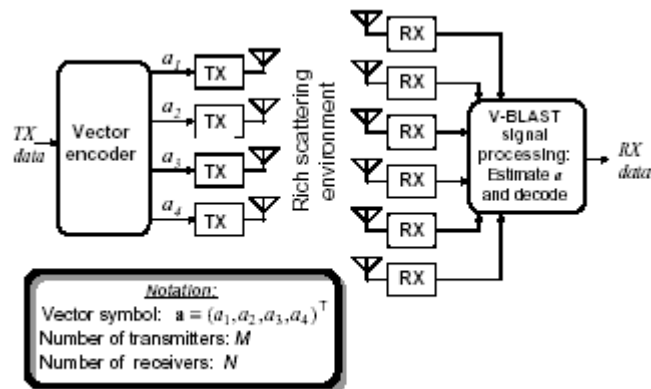 TX data
Vector encoder
a₁
TX
a₂
TX
a₃
TX
a₄
TX
Rich scattering environment
RX
RX
RX
RX
RX
RX
V-BLAST
signal
processing:
Estimate a
and decode
RX data
Notation:
Vector symbol: a = (a₁,a₂,a₃,a₄)ᵀ
Number of transmitters: M
Number of receivers: N